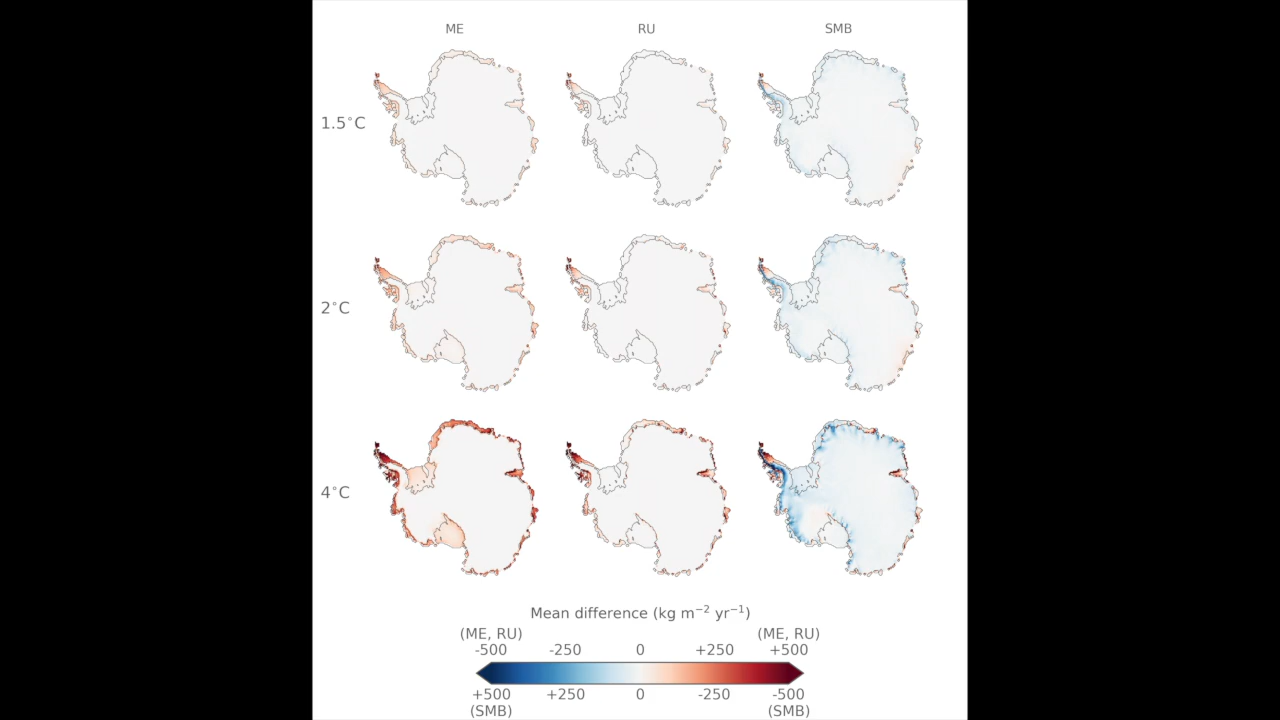 ME RU SMB
1.5°C
2°C
4°C
Mean difference (kg m⁻² yr⁻¹)
(ME, RU) (ME, RU)
-500 -250 0 +250 +500
+500 +250 0 -250 -500
(SMB) (SMB)